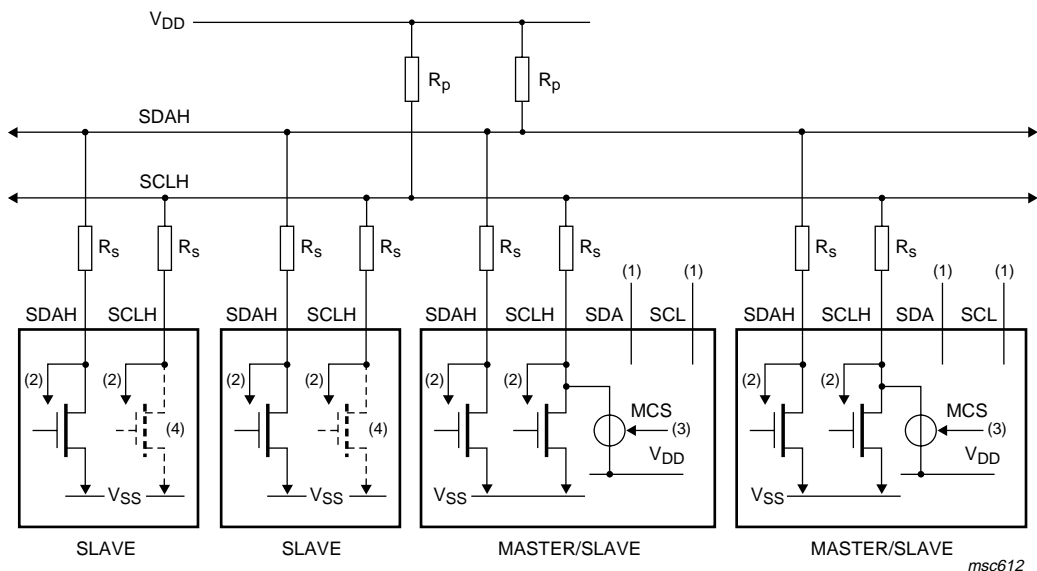 VDD
Rp Rp
SDAH
SCLH
Rs Rs Rs Rs Rs Rs Rs Rs
(1) (1) (1) (1)
SDAH SCLH SDAH SCLH SDAH SCLH SDA SCL SDAH SCLH SDA SCL
(2) (2) (2) (2) (2) (2) (2) (2)
MCS MCS
(4) (4) (3) (3)
VDD VDD
VSS VSS VSS VSS
SLAVE SLAVE MASTER/SLAVE MASTER/SLAVE
msc612